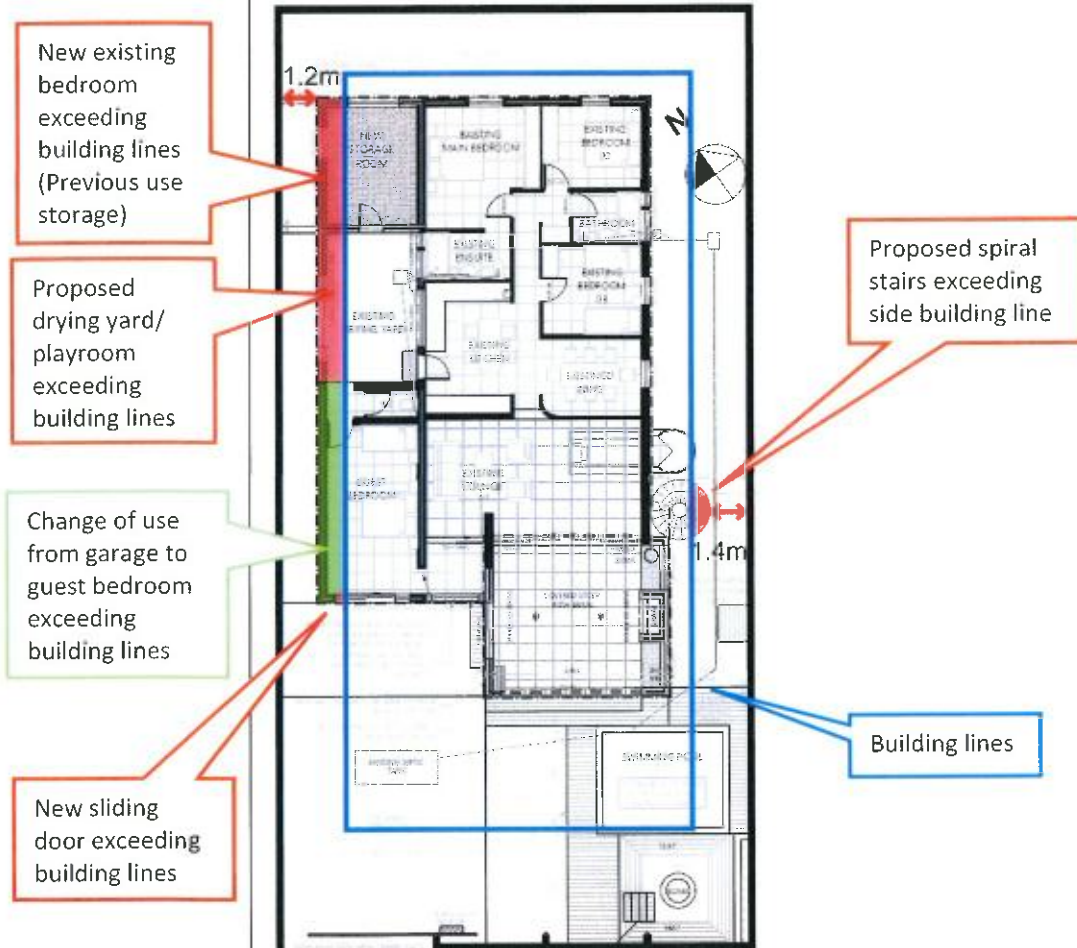 New existing
bedroom
exceeding
building lines
(Previous use
storage)
Proposed
drying yard/
playroom
exceeding
building lines
Change of use
from garage to
guest bedroom
exceeding
building lines
New sliding
door exceeding
building lines
1.2m
NEW
STORAGE
ROOM
EXISTING
MAIN BEDROOM
EXISTING
BEDROOM
N
BATHROOM
EXISTING
ENSUITE
EXISTING
BEDROOM
EXISTING
EXISTING
KITCHEN
GUEST
BEDROOM
EXISTING
1.4m
SWIMMING POOL
Proposed spiral
stairs exceeding
side building line
Building lines